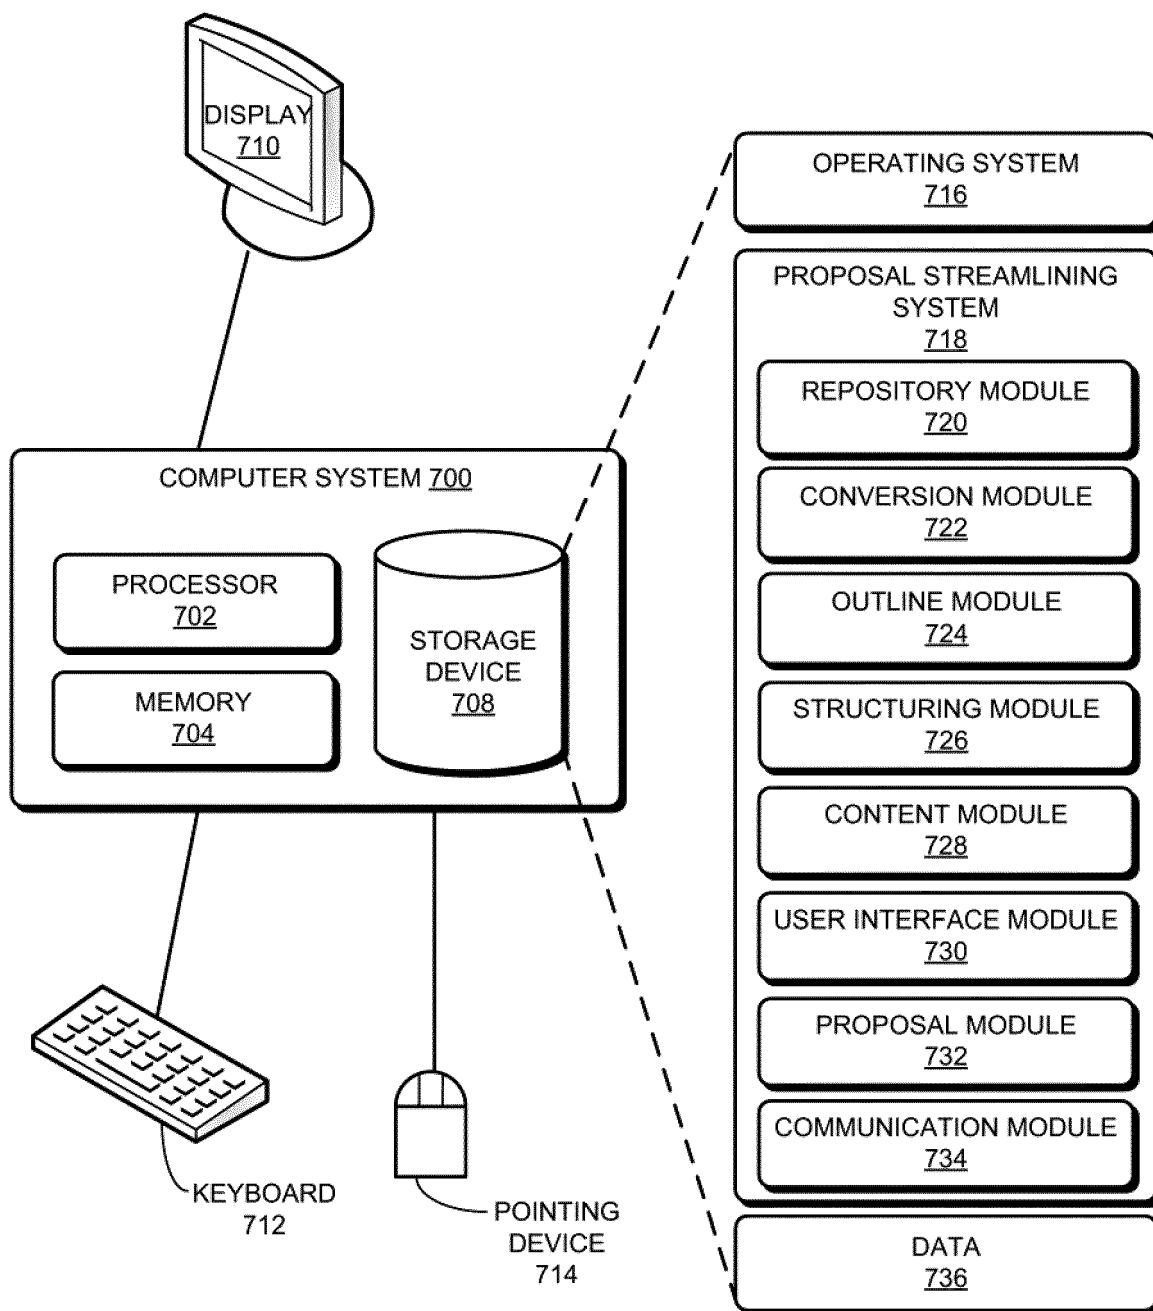 DISPLAY
710
COMPUTER SYSTEM 700
PROCESSOR
702
MEMORY
704
STORAGE
DEVICE
708
KEYBOARD
712
POINTING
DEVICE
714
OPERATING SYSTEM
716
PROPOSAL STREAMLINING
SYSTEM
718
REPOSITORY MODULE
720
CONVERSION MODULE
722
OUTLINE MODULE
724
STRUCTURING MODULE
726
CONTENT MODULE
728
USER INTERFACE MODULE
730
PROPOSAL MODULE
732
COMMUNICATION MODULE
734
DATA
736